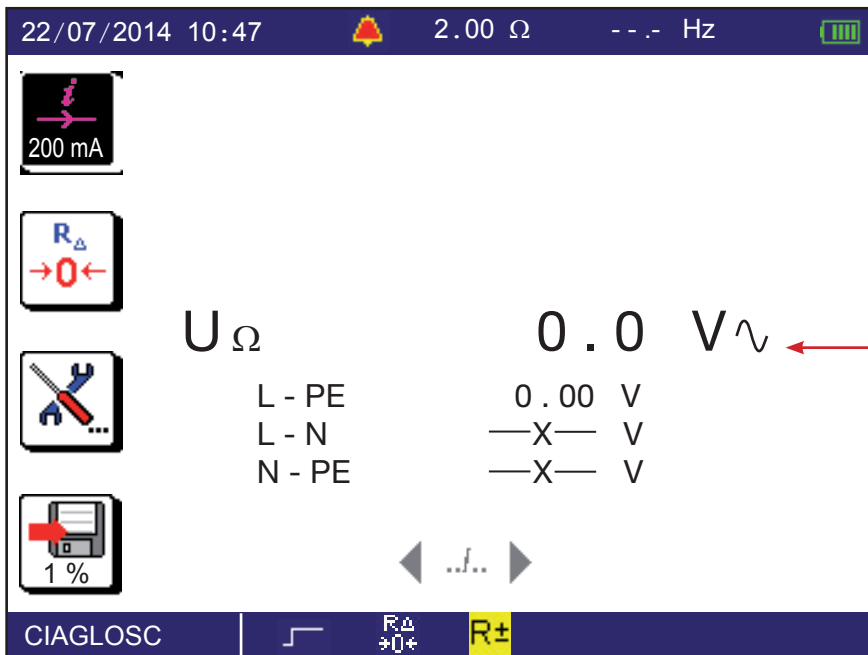 22/07/2014 10:47 2.00 Ω - - .- Hz
i
200 mA
RΔ
→0←
UΩ 0.0 V∿
...
L - PE 0.00 V
L - N —X— V
N - PE —X— V
1 %
../..
CIAGLOSC RΔ →0← R±